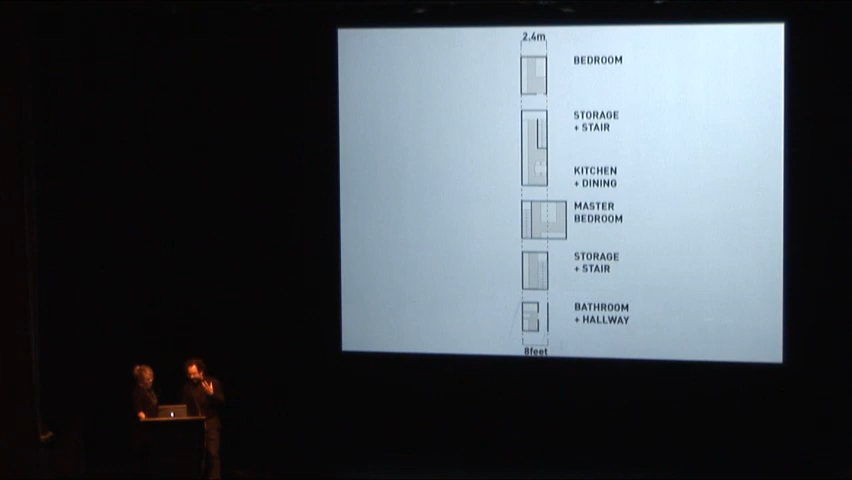 2.4m
BEDROOM
STORAGE
+ STAIR
KITCHEN
+ DINING
MASTER
BEDROOM
STORAGE
+ STAIR
BATHROOM
+ HALLWAY
8feet